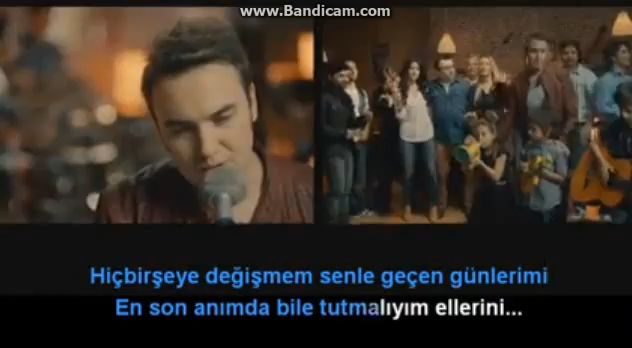 www.Bandicam.com
Hiçbirşeye değişmem senle geçen günlerimi
En son anımda bile tutmalıyım ellerini...